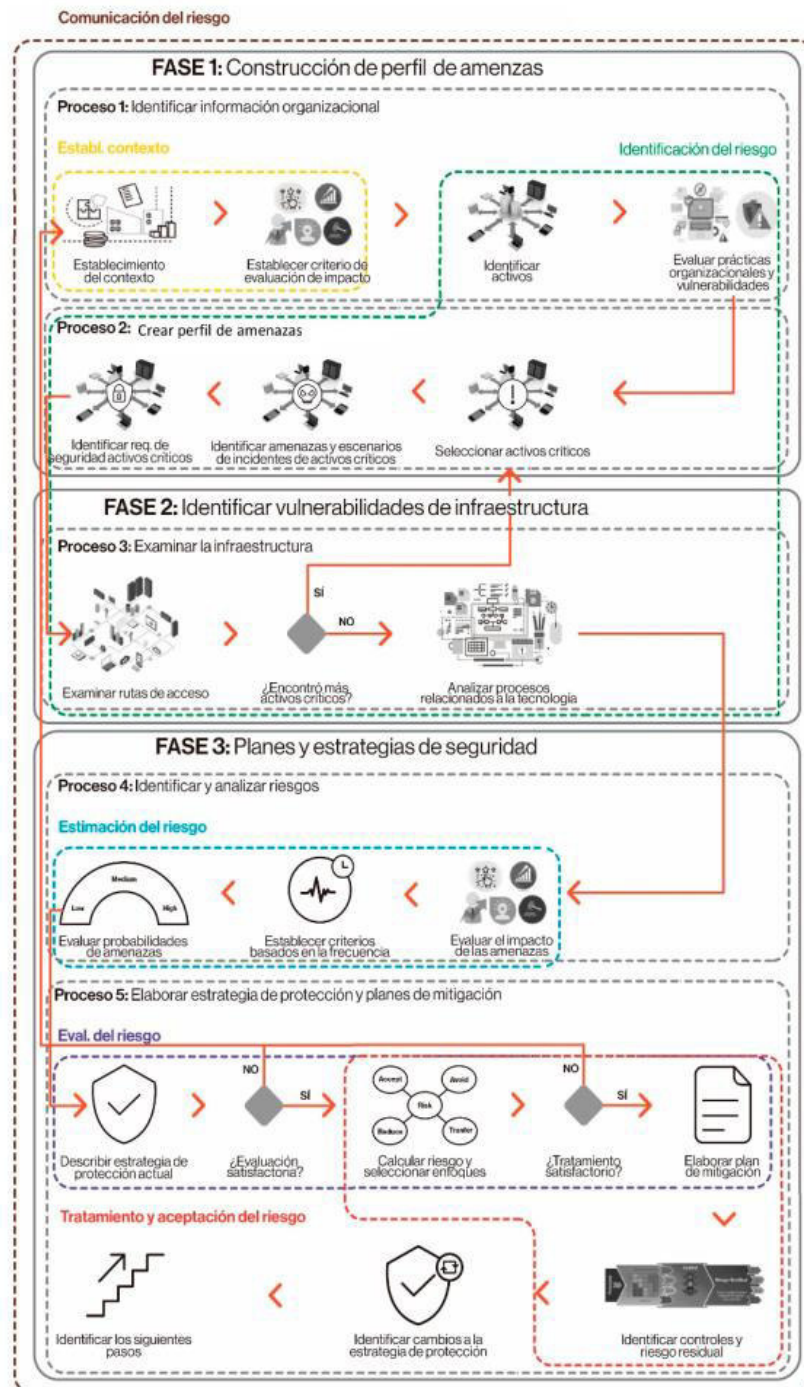 Comunicación del riesgo
FASE 1: Construcción de perfil de amenzas
Proceso 1: Identificar información organizacional
Establ. contexto
Identificación del riesgo
Establecimiento
del contexto
Establecer criterio de
evaluación de impacto
Identificar
activos
Evaluar prácticas
organizacionales y
vulnerabilidades
Proceso 2: Crear perfil de amenazas
Identificar req. de
seguridad activos críticos
Identificar amenazas y escenarios
de incidentes de activos críticos
Seleccionar activos críticos
FASE 2: Identificar vulnerabilidades de infraestructura
Proceso 3: Examinar la infraestructura
SÍ
NO
Examinar rutas de acceso
¿Encontró más
activos críticos?
Analizar procesos
relacionados a la tecnología
FASE 3: Planes y estrategias de seguridad
Proceso 4: Identificar y analizar riesgos
Estimación del riesgo
Medium
Low
High
Evaluar probabilidades
de amenazas
Establecer criterios
basados en la frecuencia
Evaluar el impacto
de las amenazas
Proceso 5: Elaborar estrategia de protección y planes de mitigación
Eval. del riesgo
NO
SÍ
Accept
Avoid
Risk
Reduce
Tranfer
NO
SÍ
Describir estrategia de
protección actual
¿Evaluación
satisfactoria?
Calcular riesgo y
seleccionar enfoques
¿Tratamiento
satisfactorio?
Elaborar plan
de mitigación
Tratamiento y aceptación del riesgo
Identificar los siguientes
pasos
Identificar cambios a la
estrategia de protección
Identificar controles y
riesgo residual